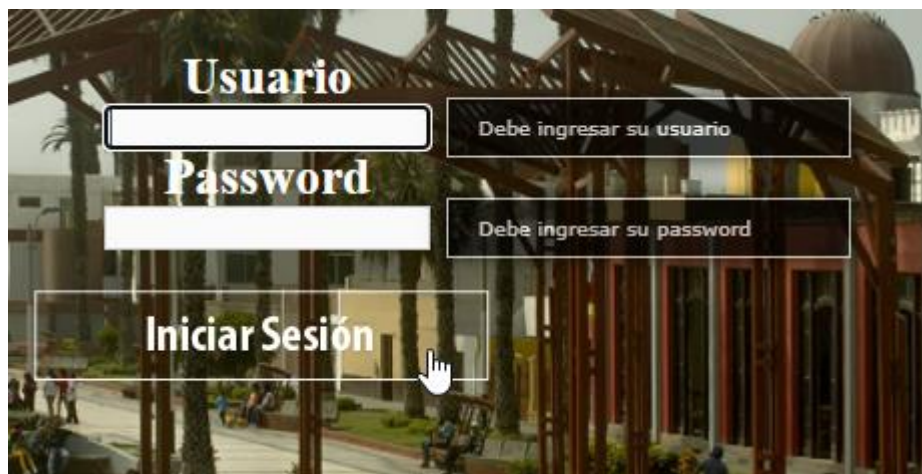 Usuario
Debe ingresar su usuario
Password
Debe ingresar su password
Iniciar Sesión